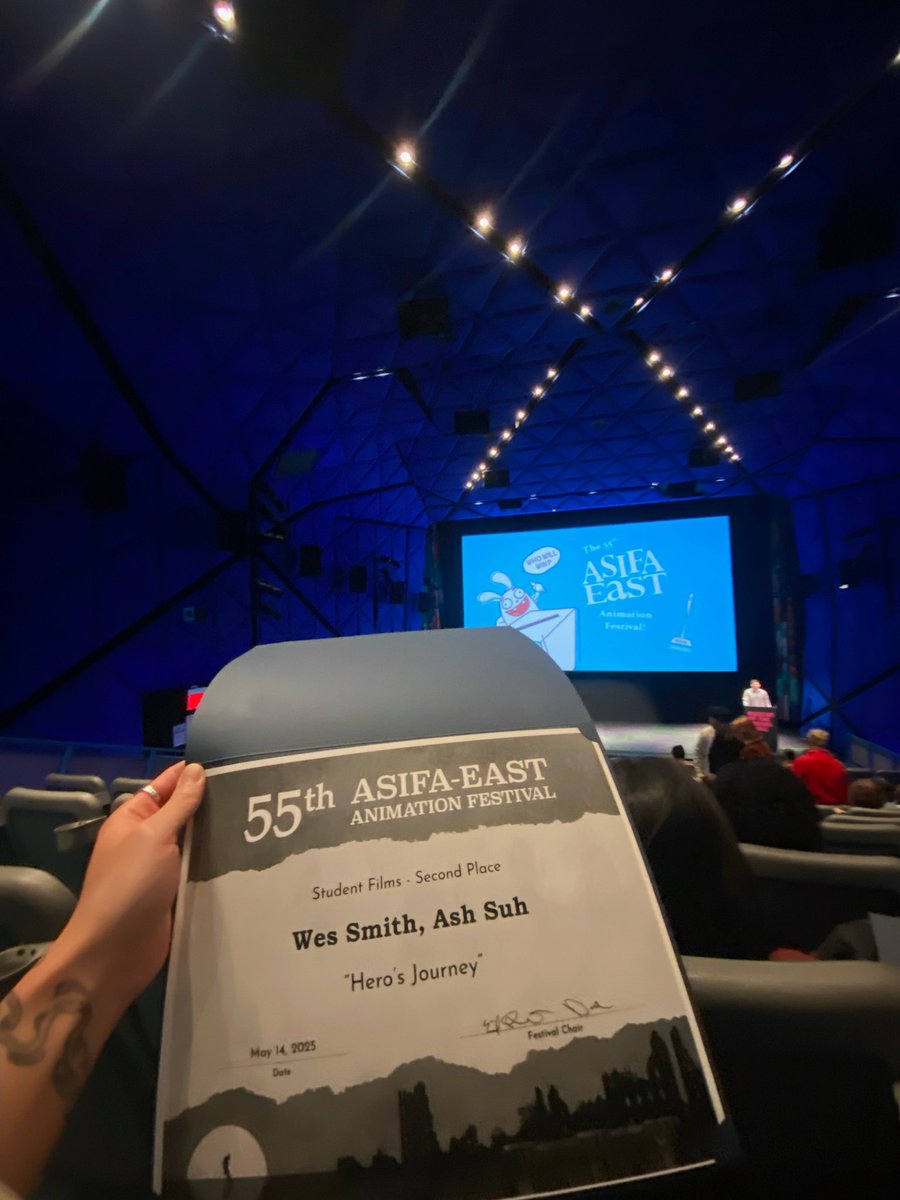 WHO WILL
WIN?
The 55th
ASIFA
EAST
Animation
Festival!
55th ASIFA-EAST
ANIMATION FESTIVAL
Student Films - Second Place
Wes Smith, Ash Suh
"Hero's Journey"
May 14, 2025
Date
Festival Chair